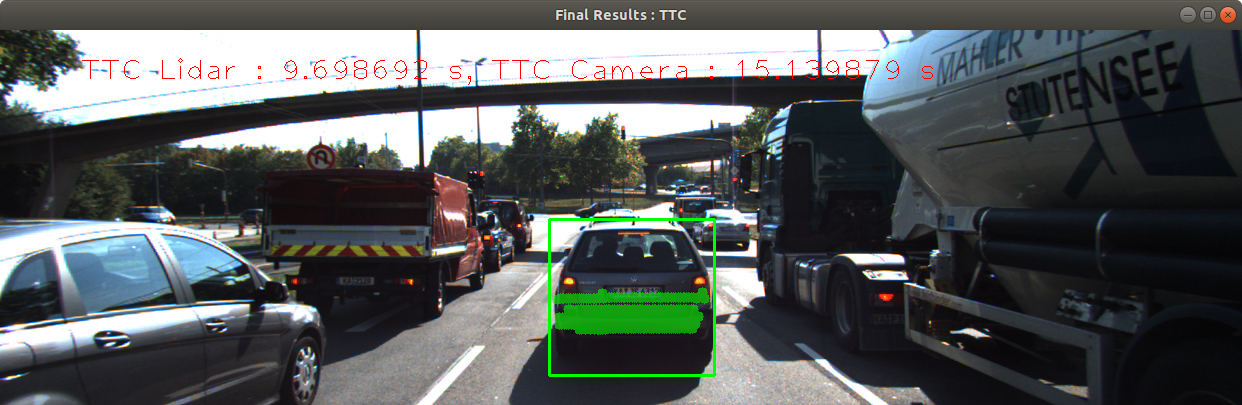 Final Results : TTC
TTC Lidar : 9.698692 s, TTC Camera : 15.139879 s
MAHLER
STUTENSEE